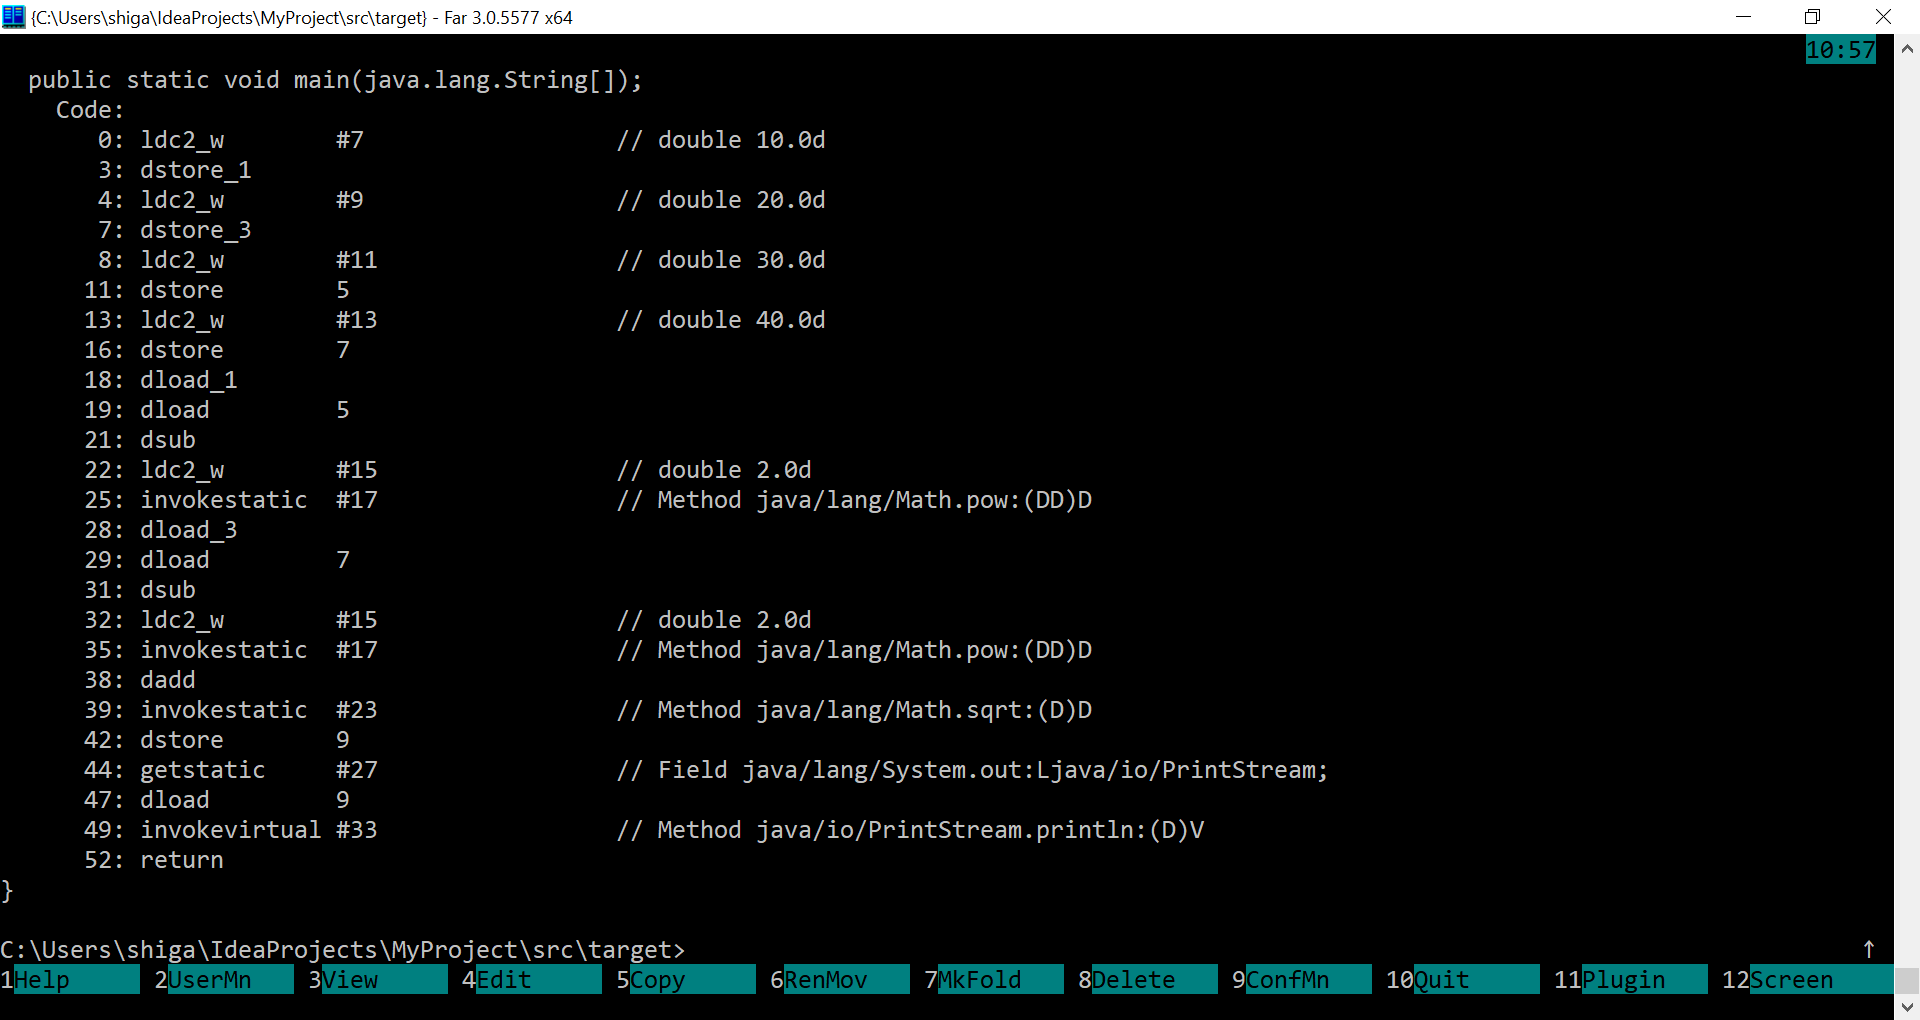 {C:\Users\shiga\IdeaProjects\MyProject\src\target} - Far 3.0.5577 x64
10:57
  public static void main(java.lang.String[]);
    Code:
       0: ldc2_w        #7                  // double 10.0d
       3: dstore_1
       4: ldc2_w        #9                  // double 20.0d
       7: dstore_3
       8: ldc2_w        #11                 // double 30.0d
      11: dstore        5
      13: ldc2_w        #13                 // double 40.0d
      16: dstore        7
      18: dload_1
      19: dload         5
      21: dsub
      22: ldc2_w        #15                 // double 2.0d
      25: invokestatic  #17                 // Method java/lang/Math.pow:(DD)D
      28: dload_3
      29: dload         7
      31: dsub
      32: ldc2_w        #15                 // double 2.0d
      35: invokestatic  #17                 // Method java/lang/Math.pow:(DD)D
      38: dadd
      39: invokestatic  #23                 // Method java/lang/Math.sqrt:(D)D
      42: dstore        9
      44: getstatic     #27                 // Field java/lang/System.out:Ljava/io/PrintStream;
      47: dload         9
      49: invokevirtual #33                 // Method java/io/PrintStream.println:(D)V
      52: return
}
C:\Users\shiga\IdeaProjects\MyProject\src\target> ↑
1Help 2UserMn 3View 4Edit 5Copy 6RenMov 7MkFold 8Delete 9ConfMn 10Quit 11Plugin 12Screen